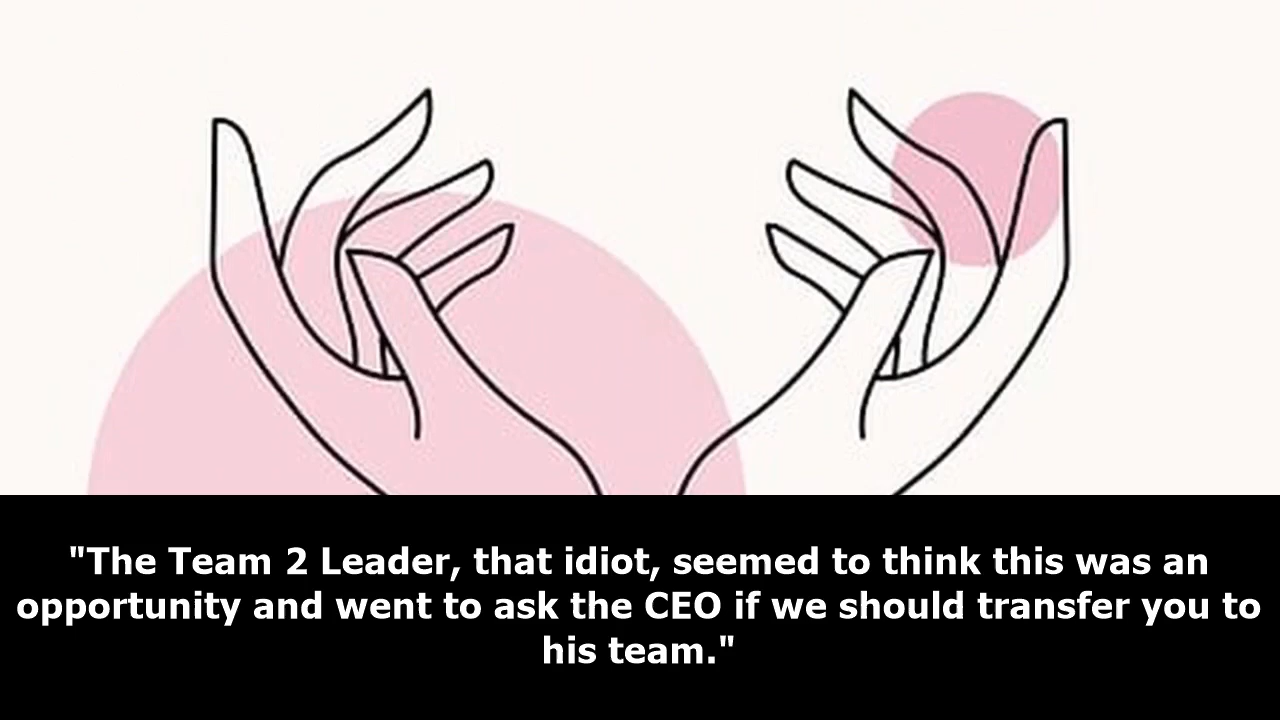 "The Team 2 Leader, that idiot, seemed to think this was an
opportunity and went to ask the CEO if we should transfer you to
his team."